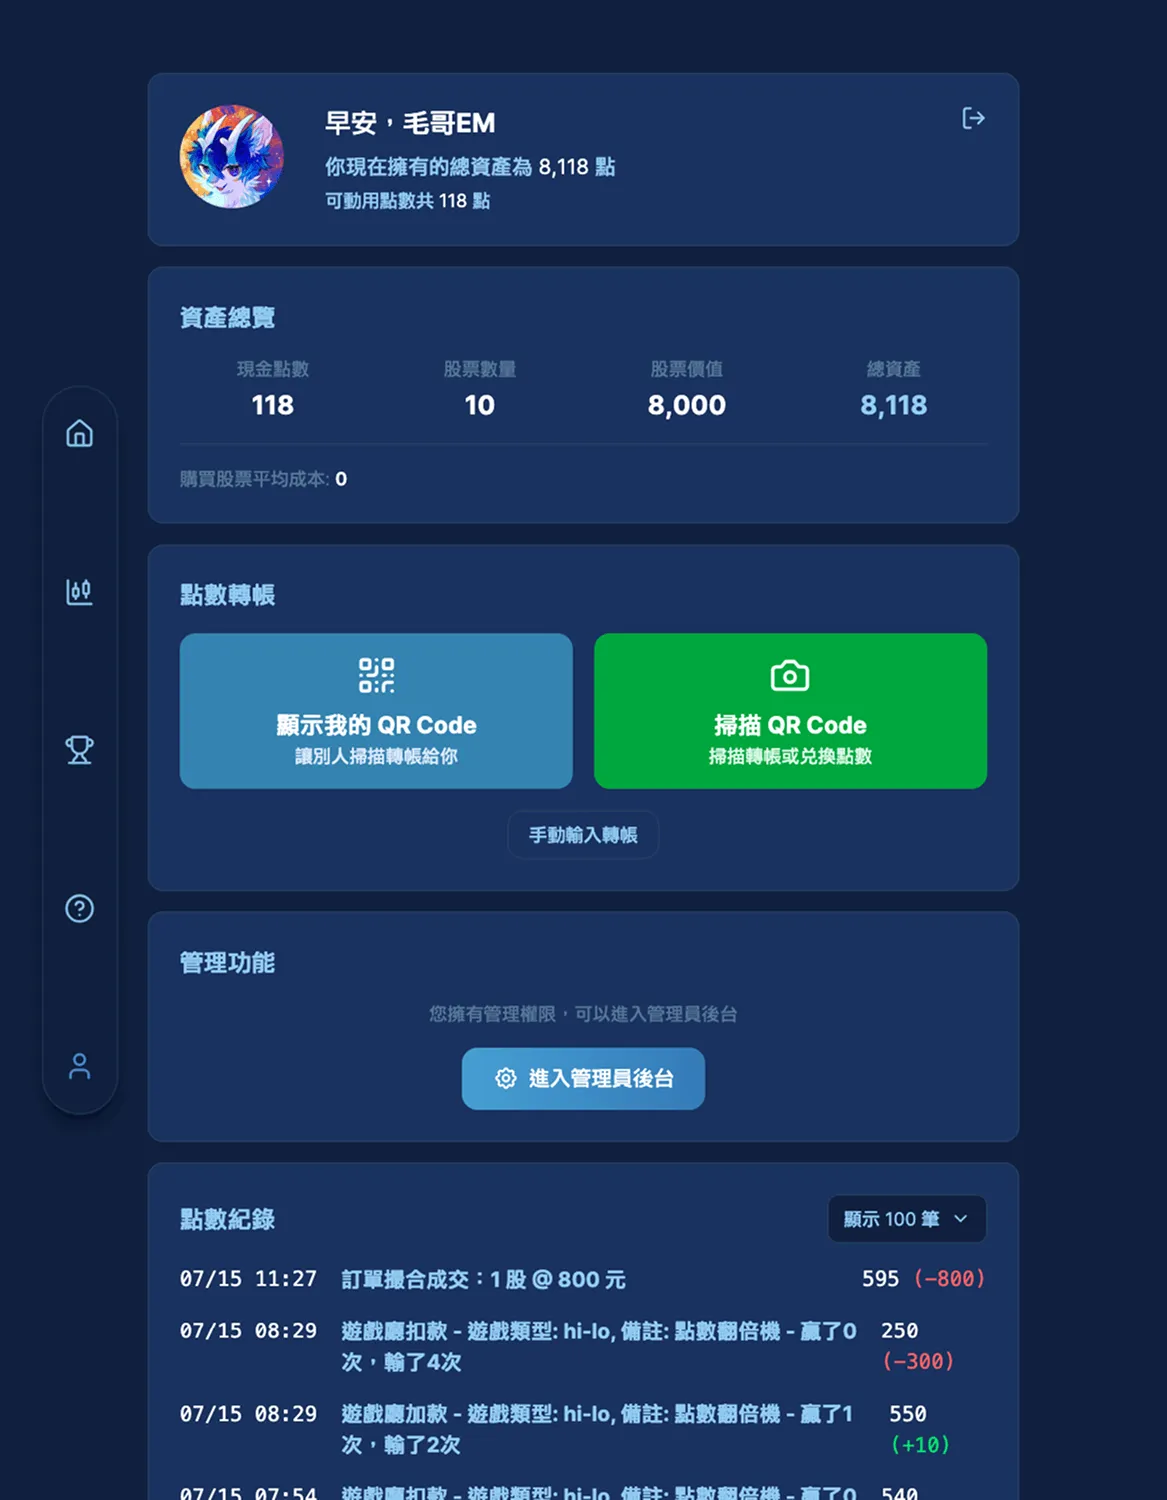 早安，毛哥EM
你現在擁有的總資產為 8,118 點
可動用點數共 118 點
資產總覽
現金點數 股票數量 股票價值 總資產
118 10 8,000 8,118
購買股票平均成本: 0
點數轉帳
顯示我的 QR Code
讓別人掃描轉帳給你
掃描 QR Code
掃描轉帳或兌換點數
手動輸入轉帳
管理功能
您擁有管理權限，可以進入管理員後台
進入管理員後台
點數紀錄
顯示 100 筆
07/15 11:27 訂單撮合成交：1 股 @ 800 元 595 (-800)
07/15 08:29 遊戲廳扣款 - 遊戲類型: hi-lo, 備註: 點數翻倍機 - 贏了0 250
次，輸了4次 (-300)
07/15 08:29 遊戲廳加款 - 遊戲類型: hi-lo, 備註: 點數翻倍機 - 贏了1 550
次，輸了2次 (+10)
07/15 07:54 遊戲廳扣款 - 遊戲類型: hi-lo, 備註: 點數翻倍機 - 贏了0 540